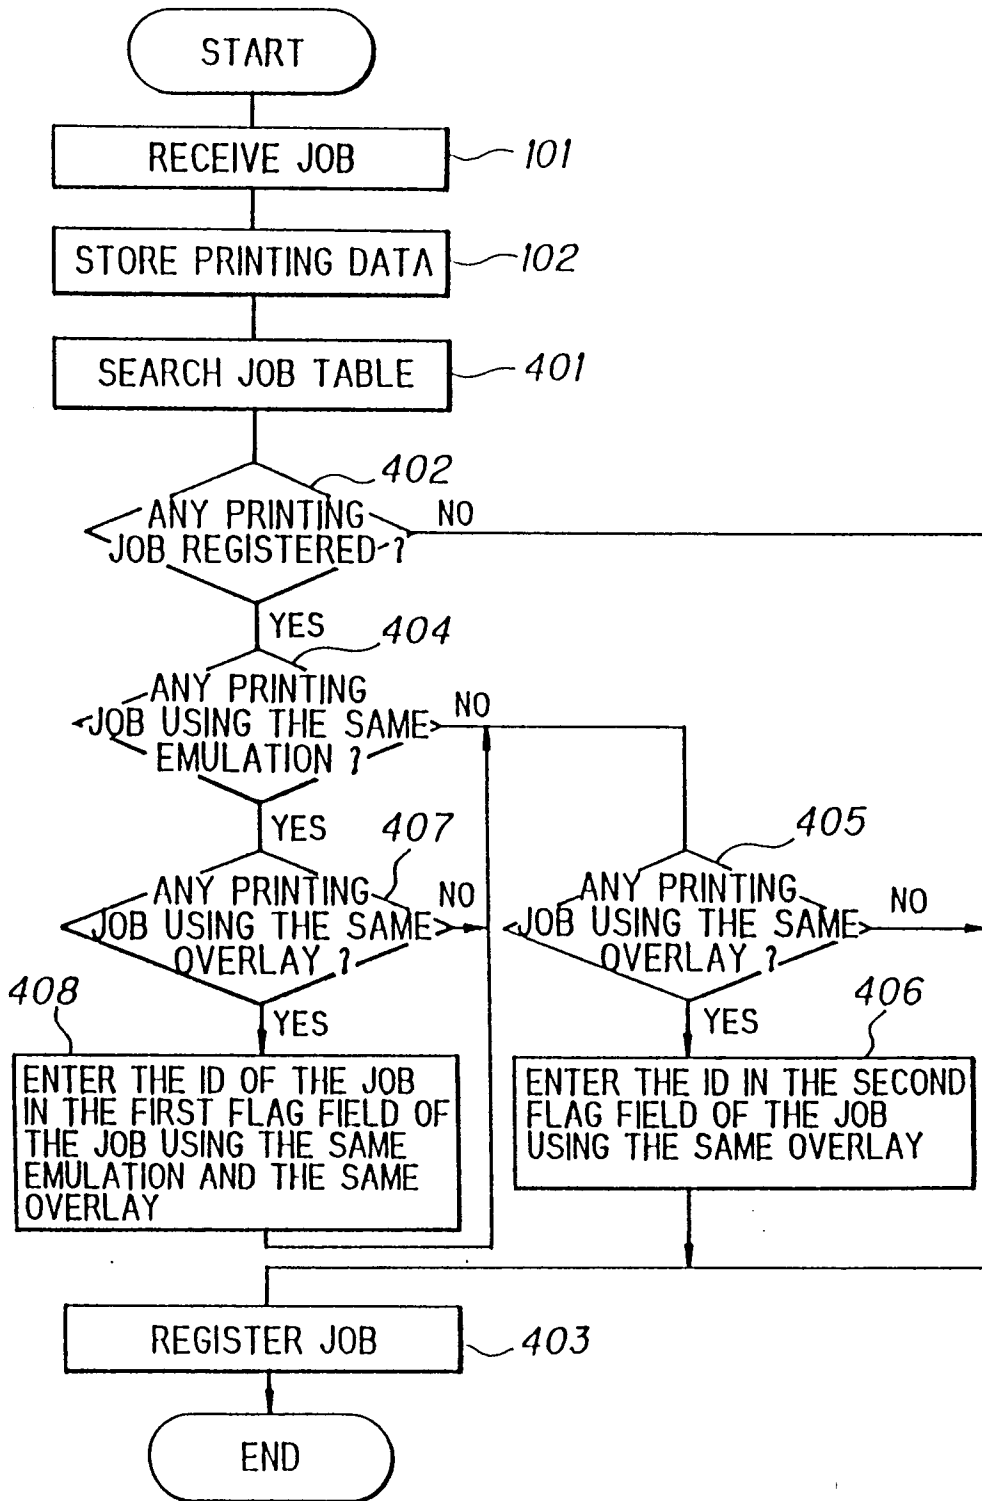 START
RECEIVE JOB
101
STORE PRINTING DATA
102
SEARCH JOB TABLE
401
402
ANY PRINTING
JOB REGISTERED ?
NO
YES
404
ANY PRINTING
JOB USING THE SAME
EMULATION ?
NO
YES
407
ANY PRINTING
JOB USING THE SAME
OVERLAY ?
NO
YES
405
ANY PRINTING
JOB USING THE SAME
OVERLAY ?
NO
YES
408
ENTER THE ID OF THE JOB
IN THE FIRST FLAG FIELD OF
THE JOB USING THE SAME
EMULATION AND THE SAME
OVERLAY
406
ENTER THE ID IN THE SECOND
FLAG FIELD OF THE JOB
USING THE SAME OVERLAY
REGISTER JOB
403
END